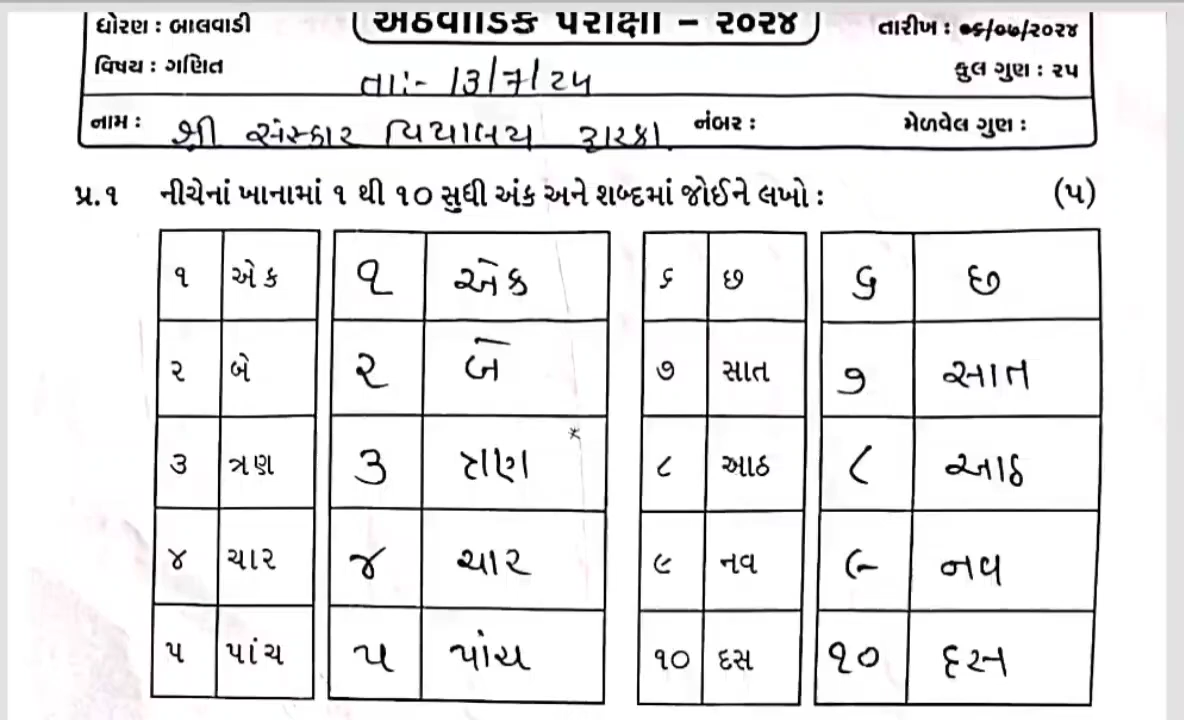 ધોરણ : બાલવાડી અઠવાડિક પરીક્ષા – ૨૦૨૪ તારીખ : ૦૬/૦૭/૨૦૨૪
વિષય : ગણિત તાઃ- 13/7/24 કુલ ગુણ : ૨૫
નામ : શ્રી સંસ્કાર વિદ્યાલય દ્વારકા. નંબર : મેળવેલ ગુણ :
પ્ર.૧ નીચેનાં ખાનામાં ૧ થી ૧૦ સુધી અંક અને શબ્દમાં જોઈને લખો : (૫)
૧ એક ૧ એક ૬ છ ૬ છ
૨ બે ૨ બે ૭ સાત ૭ સાત
૩ ત્રણ ૩ ત્રણ * ૮ આઠ ૮ આઠ
૪ ચાર ૪ ચાર ૯ નવ ૯ નવ
૫ પાંચ ૫ પાંચ ૧૦ દસ ૧૦ દસ